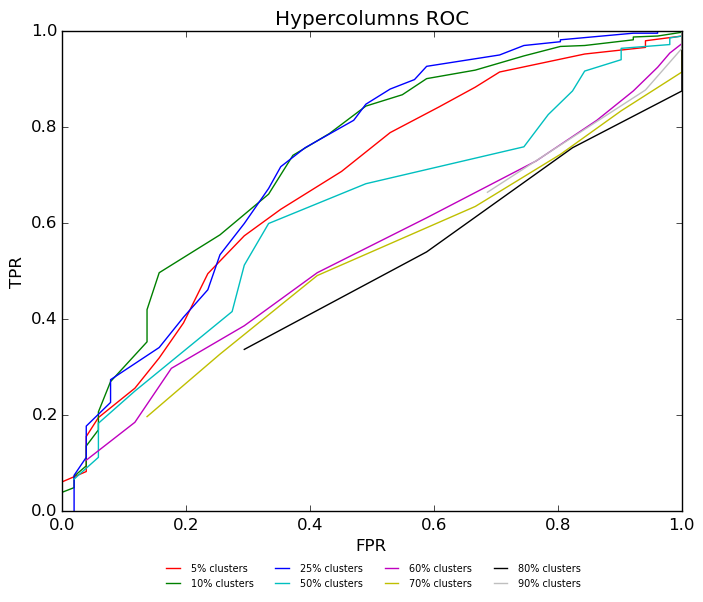 Hypercolumns ROC
1.0
0.8
0.6
0.4
0.2
0.0
TPR
0.0 0.2 0.4 0.6 0.8 1.0
FPR
5% clusters 25% clusters 60% clusters 80% clusters
10% clusters 50% clusters 70% clusters 90% clusters